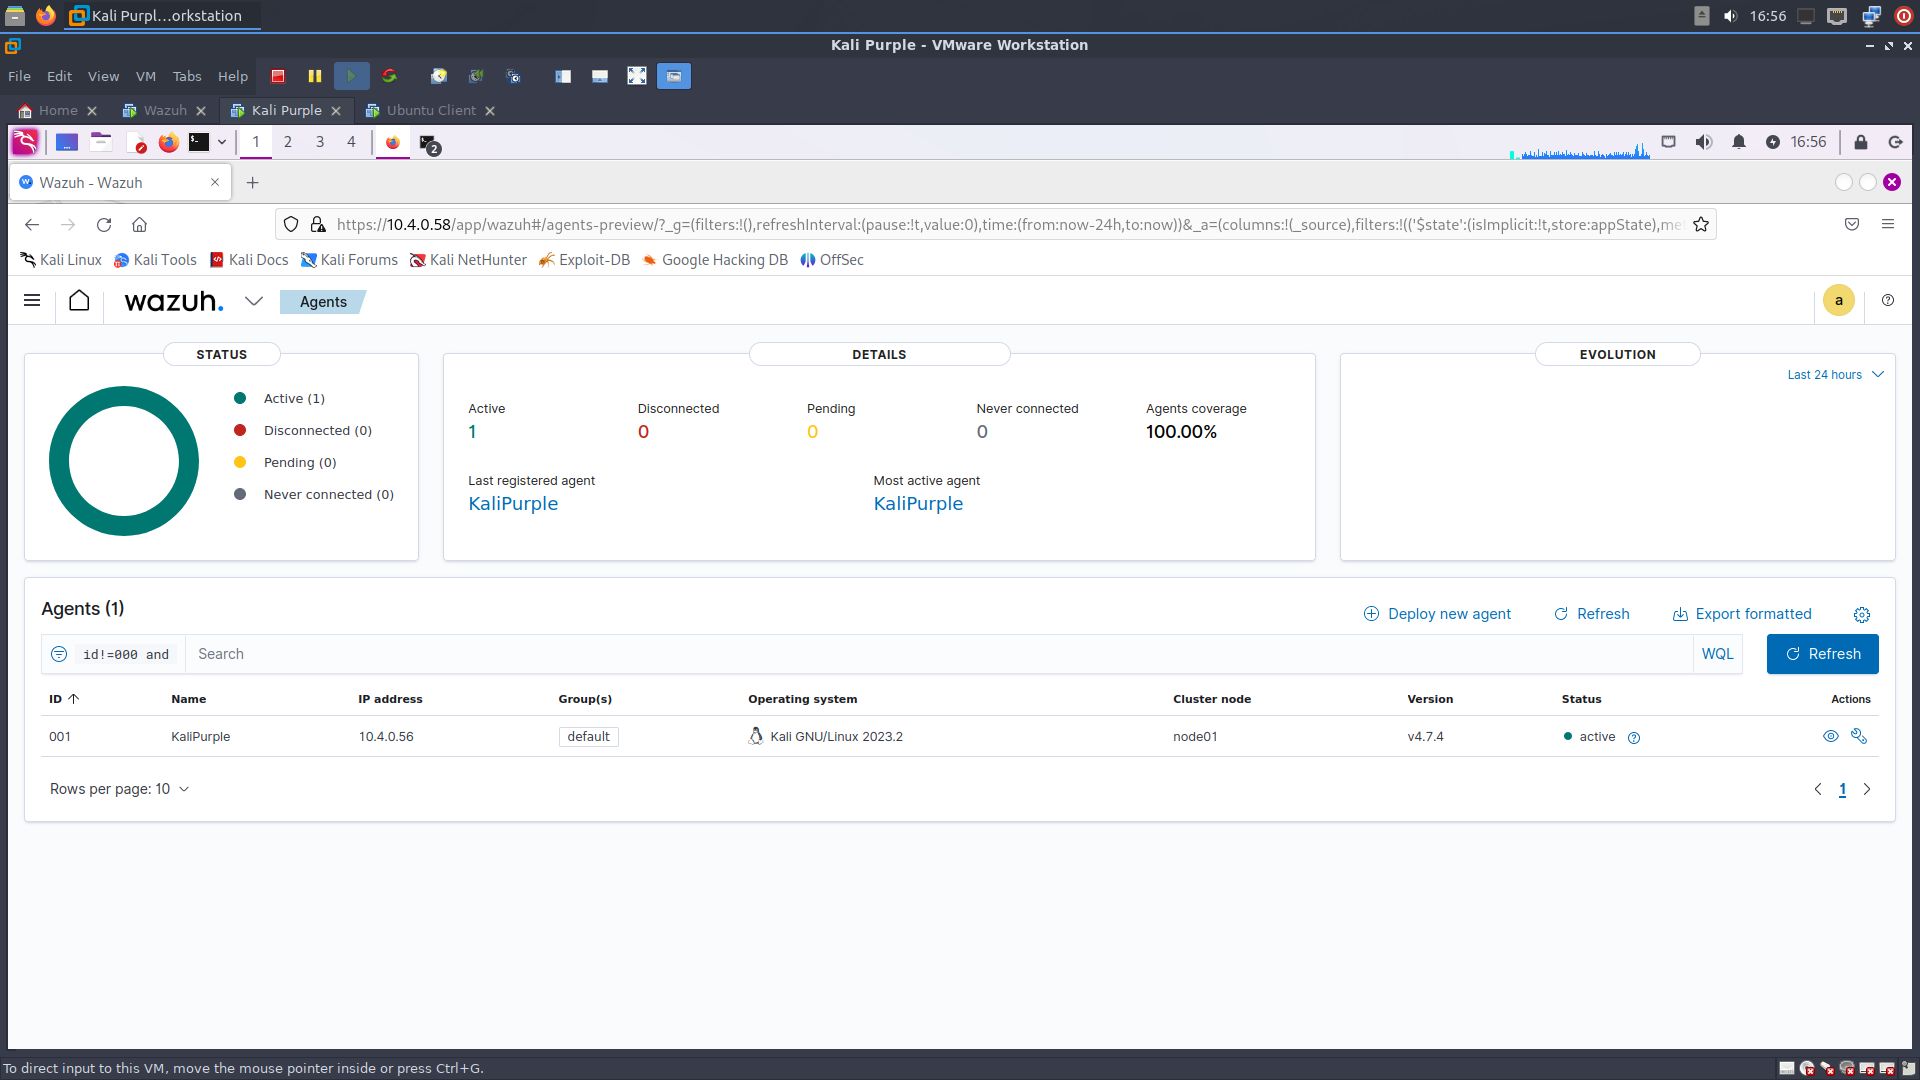 Kali Purpl...orkstation
16:56
Kali Purple - VMware Workstation
File Edit View VM Tabs Help
Home Wazuh Kali Purple Ubuntu Client
1 2 3 4 2 16:56
Wazuh - Wazuh
https://10.4.0.58/app/wazuh#/agents-preview/?_g=(filters:!(),refreshInterval:(pause:!t,value:0),time:(from:now-24h,to:now))&_a=(columns:!(_source),filters:!(('$state':(isImplicit:!t,store:appState),me
Kali Linux Kali Tools Kali Docs Kali Forums Kali NetHunter Exploit-DB Google Hacking DB OffSec
wazuh. Agents a
STATUS
Active (1)
Disconnected (0)
Pending (0)
Never connected (0)
DETAILS
Active Disconnected Pending Never connected Agents coverage
1 0 0 0 100.00%
Last registered agent Most active agent
KaliPurple KaliPurple
EVOLUTION
Last 24 hours
Agents (1)
Deploy new agent Refresh Export formatted
id!=000 and Search WQL Refresh
ID Name IP address Group(s) Operating system Cluster node Version Status Actions
001 KaliPurple 10.4.0.56 default Kali GNU/Linux 2023.2 node01 v4.7.4 active
Rows per page: 10 1
To direct input to this VM, move the mouse pointer inside or press Ctrl+G.